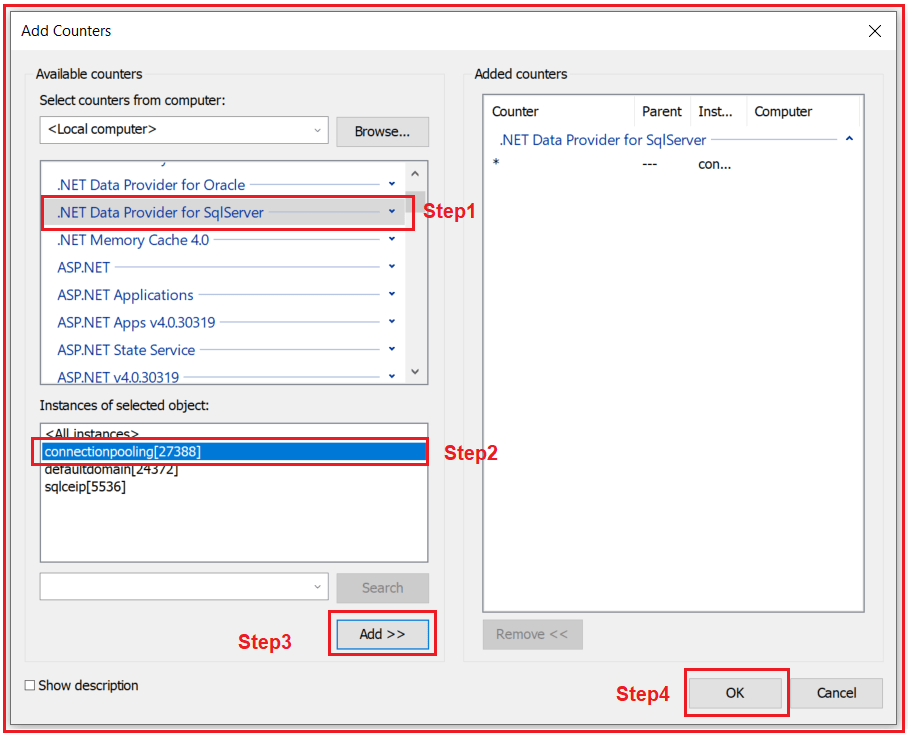 Add Counters
Available counters
Select counters from computer:
<Local computer>
Browse...
.NET Data Provider for Oracle
.NET Data Provider for SqlServer
Step1
.NET Memory Cache 4.0
ASP.NET
ASP.NET Applications
ASP.NET Apps v4.0.30319
ASP.NET State Service
ASP.NET v4.0.30319
Instances of selected object:
<All instances>
connectionpooling[27388]
Step2
defaultdomain[24372]
sqlceip[5536]
Search
Step3
Add >>
Show description
Added counters
Counter Parent Inst... Computer
.NET Data Provider for SqlServer
* --- con...
Remove <<
Step4
OK
Cancel